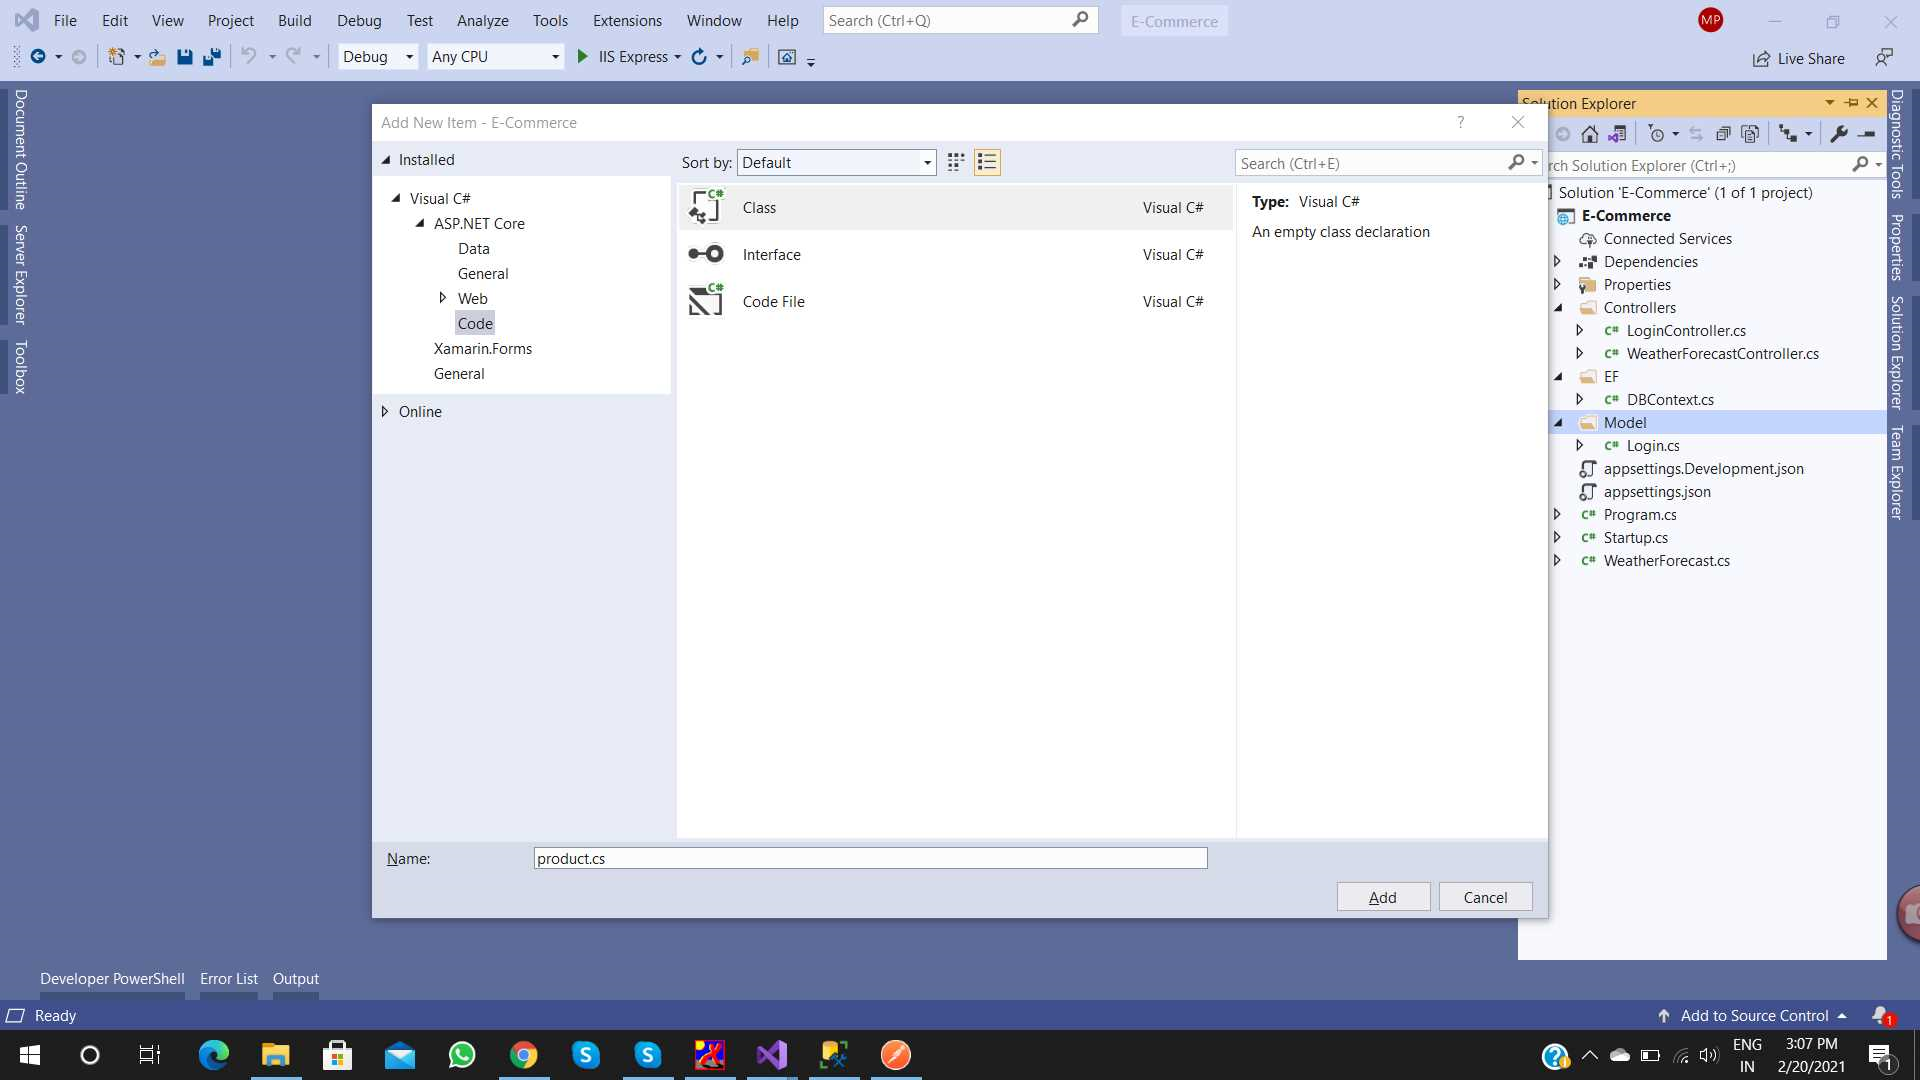 File Edit View Project Build Debug Test Analyze Tools Extensions Window Help Search (Ctrl+Q) E-Commerce MP
Debug Any CPU IIS Express Live Share
Document Outline
Server Explorer
Toolbox
Add New Item - E-Commerce ?
Installed
Sort by: Default
Search (Ctrl+E)
Visual C#
ASP.NET Core
Data
General
Web
Code
Xamarin.Forms
General
Online
Class Visual C#
Interface Visual C#
Code File Visual C#
Type: Visual C#
An empty class declaration
Name: product.cs
Add Cancel
Solution Explorer
rch Solution Explorer (Ctrl+;)
Solution 'E-Commerce' (1 of 1 project)
E-Commerce
Connected Services
Dependencies
Properties
Controllers
C# LoginController.cs
C# WeatherForecastController.cs
EF
C# DBContext.cs
Model
C# Login.cs
appsettings.Development.json
appsettings.json
C# Program.cs
C# Startup.cs
C# WeatherForecast.cs
Diagnostic Tools
Properties
Solution Explorer
Team Explorer
Developer PowerShell Error List Output
Ready Add to Source Control 1
ENG
IN
3:07 PM
2/20/2021
1